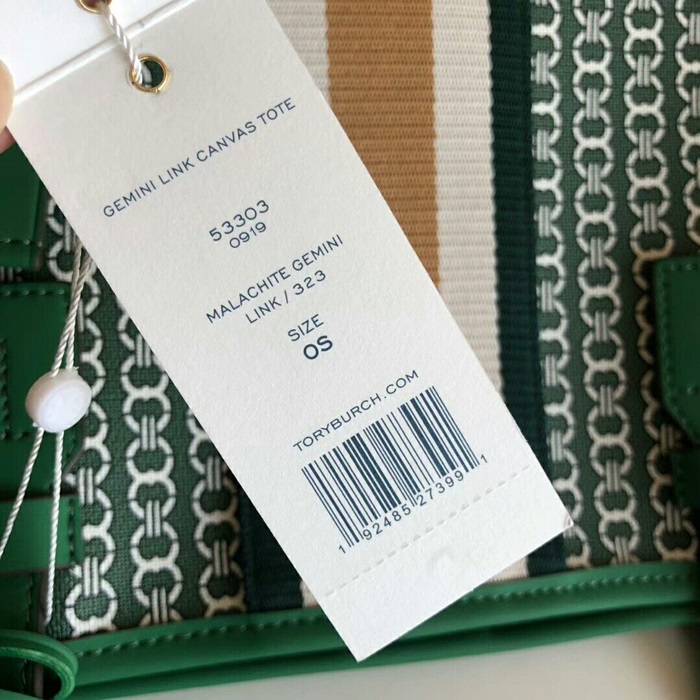 GEMINI LINK CANVAS TOTE
53303
0919
MALACHITE GEMINI
LINK / 323
SIZE
OS
TORYBURCH.COM
1 92485 27399 1